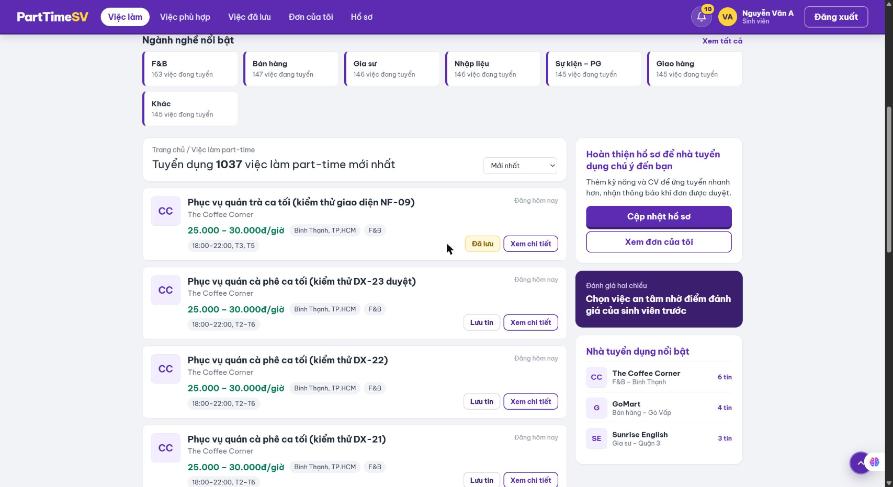 PartTimeSV
Việc làm
Việc phù hợp
Việc đã lưu
Đơn của tôi
Hồ sơ
10
VA
Nguyễn Văn A
Sinh viên
Đăng xuất
Ngành nghề nổi bật
Xem tất cả
F&B
163 việc đang tuyển
Bán hàng
147 việc đang tuyển
Gia sư
146 việc đang tuyển
Nhập liệu
146 việc đang tuyển
Sự kiện – PG
145 việc đang tuyển
Giao hàng
145 việc đang tuyển
Khác
145 việc đang tuyển
Trang chủ / Việc làm part-time
Tuyển dụng 1037 việc làm part-time mới nhất
Mới nhất
CC
Phục vụ quán trà ca tối (kiểm thử giao diện NF-09)
Đăng hôm nay
The Coffee Corner
25.000 – 30.000đ/giờ
Bình Thạnh, TP.HCM
F&B
18:00–22:00, T3, T5
Đã lưu
Xem chi tiết
CC
Phục vụ quán cà phê ca tối (kiểm thử DX-23 duyệt)
Đăng hôm nay
The Coffee Corner
25.000 – 30.000đ/giờ
Bình Thạnh, TP.HCM
F&B
18:00–22:00, T2–T6
Lưu tin
Xem chi tiết
CC
Phục vụ quán cà phê ca tối (kiểm thử DX-22)
Đăng hôm nay
The Coffee Corner
25.000 – 30.000đ/giờ
Bình Thạnh, TP.HCM
F&B
18:00–22:00, T2–T6
Lưu tin
Xem chi tiết
CC
Phục vụ quán cà phê ca tối (kiểm thử DX-21)
Đăng hôm nay
The Coffee Corner
25.000 – 30.000đ/giờ
Bình Thạnh, TP.HCM
F&B
18:00–22:00, T2–T6
Lưu tin
Xem chi tiết
Hoàn thiện hồ sơ để nhà tuyển
dụng chú ý đến bạn
Thêm kỹ năng và CV để ứng tuyển nhanh
hơn, nhận thông báo khi đơn được duyệt.
Cập nhật hồ sơ
Xem đơn của tôi
Đánh giá hai chiều
Chọn việc an tâm nhờ điểm đánh
giá của sinh viên trước
Nhà tuyển dụng nổi bật
CC
The Coffee Corner
F&B – Bình Thạnh
6 tin
G
GoMart
Bán hàng – Gò Vấp
4 tin
SE
Sunrise English
Gia sư – Quận 3
3 tin